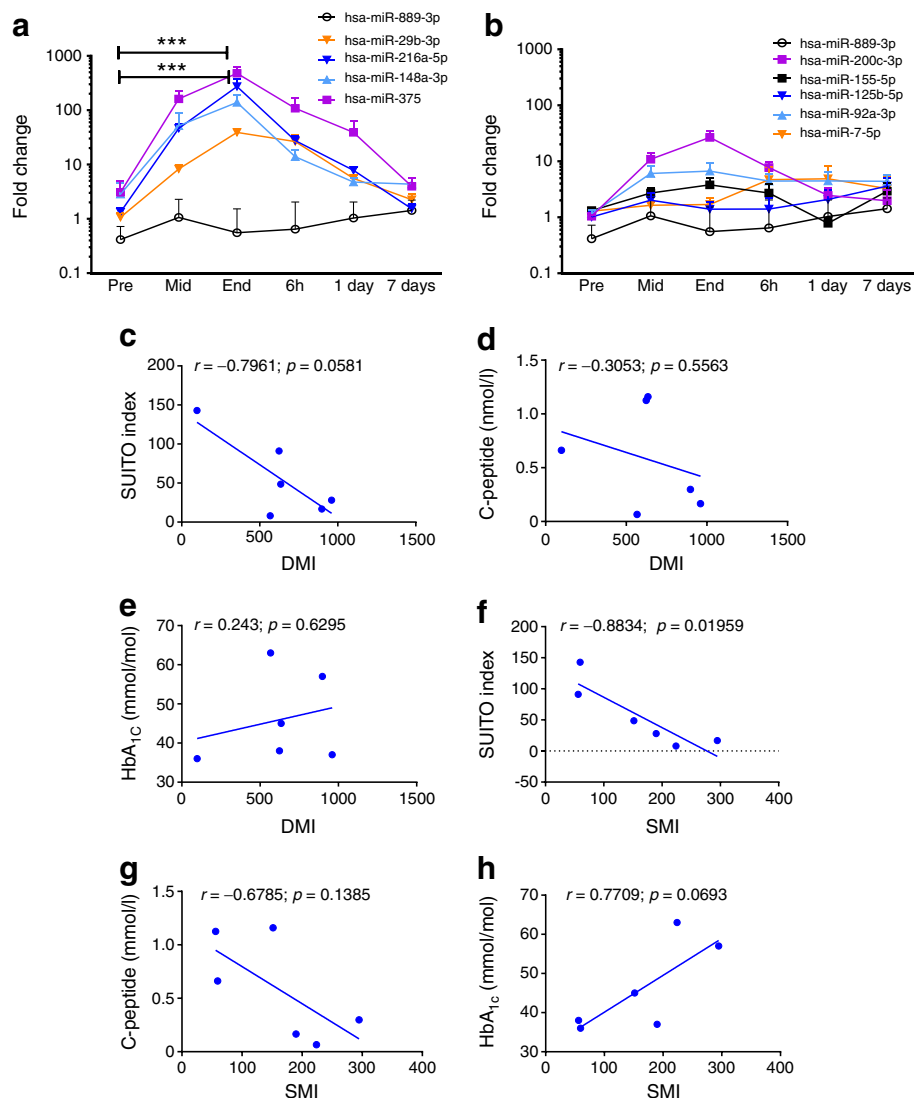 a
hsa-miR-889-3p
hsa-miR-29b-3p
hsa-miR-216a-5p
hsa-miR-148a-3p
hsa-miR-375
***
***
Fold change
1000
100
10
1
0.1
Pre Mid End 6h 1 day 7 days
b
hsa-miR-889-3p
hsa-miR-200c-3p
hsa-miR-155-5p
hsa-miR-125b-5p
hsa-miR-92a-3p
hsa-miR-7-5p
Fold change
1000
100
10
1
0.1
Pre Mid End 6h 1 day 7 days
c
r = −0.7961; p = 0.0581
SUITO index
200
150
100
50
0
0 500 1000 1500
DMI
d
r = −0.3053; p = 0.5563
C-peptide (nmol/l)
1.5
1.0
0.5
0
0 500 1000 1500
DMI
e
r = 0.243; p = 0.6295
HbA1C (mmol/mol)
70
60
50
40
30
0 500 1000 1500
DMI
f
r = −0.8834; p = 0.01959
SUITO index
200
150
100
50
0
-50
0 100 200 300 400
SMI
g
r = −0.6785; p = 0.1385
C-peptide (nmol/l)
1.5
1.0
0.5
0
0 100 200 300 400
SMI
h
r = 0.7709; p = 0.0693
HbA1c (mmol/mol)
70
60
50
40
30
0 100 200 300 400
SMI